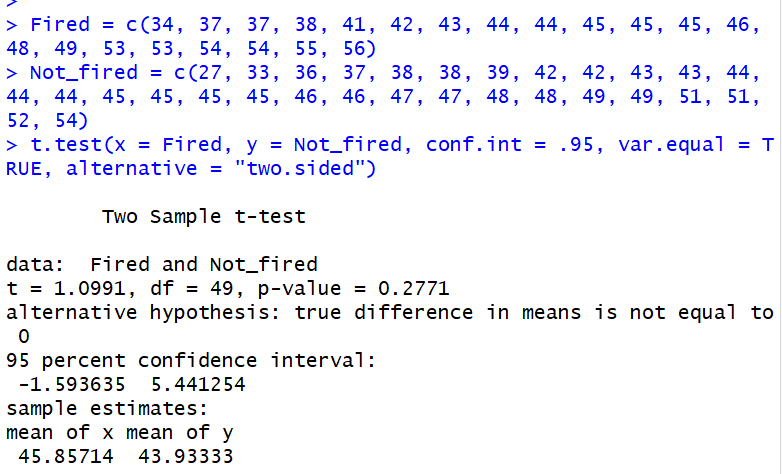 >
> Fired = c(34, 37, 37, 38, 41, 42, 43, 44, 44, 45, 45, 45, 46,
48, 49, 53, 53, 54, 54, 55, 56)
> Not_fired = c(27, 33, 36, 37, 38, 38, 39, 42, 42, 43, 43, 44,
44, 44, 45, 45, 45, 45, 46, 46, 47, 47, 48, 48, 49, 49, 51, 51,
52, 54)
> t.test(x = Fired, y = Not_fired, conf.int = .95, var.equal = T
RUE, alternative = "two.sided")
Two Sample t-test
data:  Fired and Not_fired
t = 1.0991, df = 49, p-value = 0.2771
alternative hypothesis: true difference in means is not equal to
0
95 percent confidence interval:
-1.593635  5.441254
sample estimates:
mean of x mean of y
45.85714  43.93333